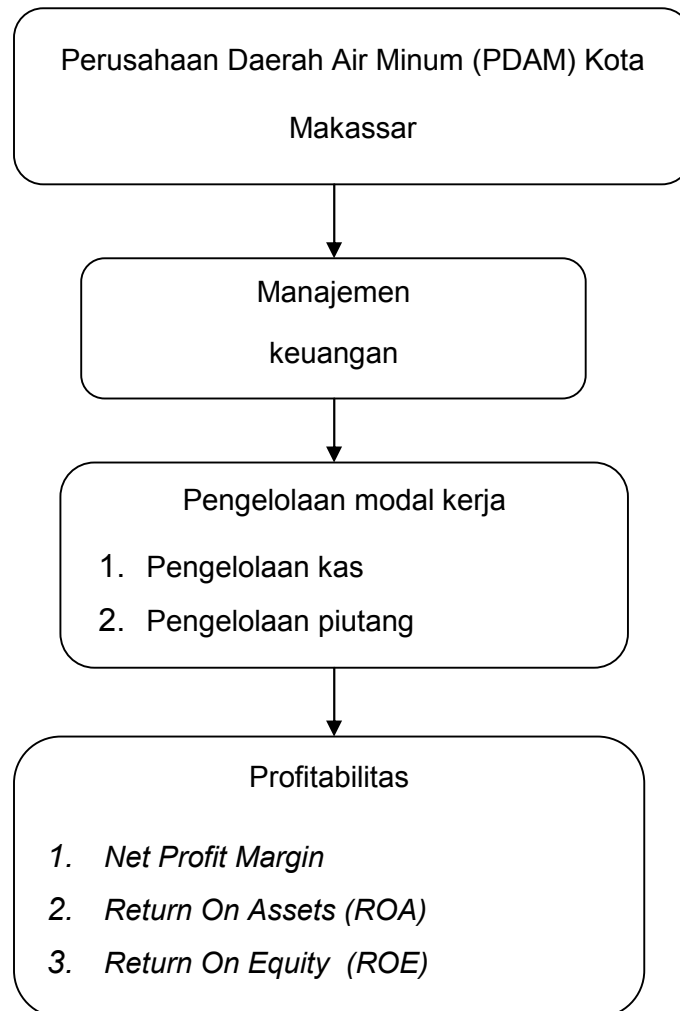 Perusahaan Daerah Air Minum (PDAM) Kota
Makassar
Manajemen
keuangan
Pengelolaan modal kerja
1. Pengelolaan kas
2. Pengelolaan piutang
Profitabilitas
1. Net Profit Margin
2. Return On Assets (ROA)
3. Return On Equity (ROE)